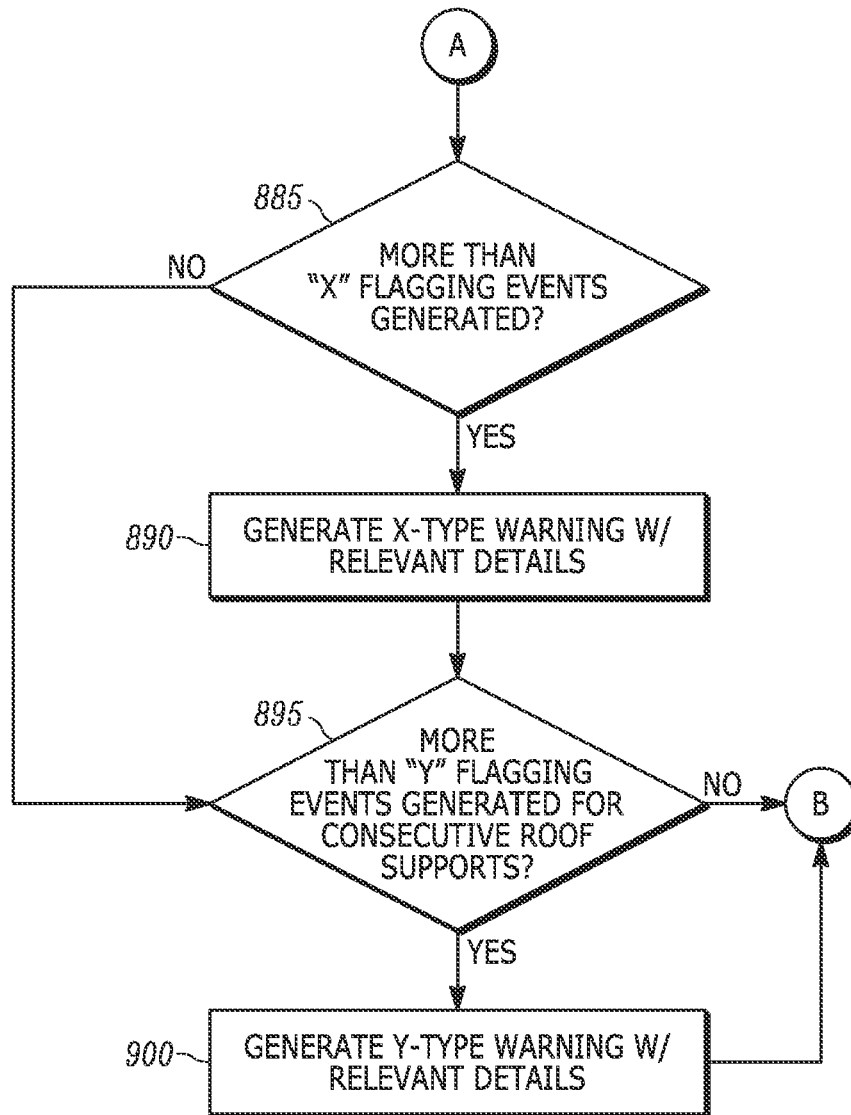 A
885
MORE THAN
“X” FLAGGING EVENTS
GENERATED?
NO
YES
890
GENERATE X-TYPE WARNING W/
RELEVANT DETAILS
895
MORE
THAN “Y” FLAGGING
EVENTS GENERATED FOR
CONSECUTIVE ROOF
SUPPORTS?
NO
B
YES
900
GENERATE Y-TYPE WARNING W/
RELEVANT DETAILS